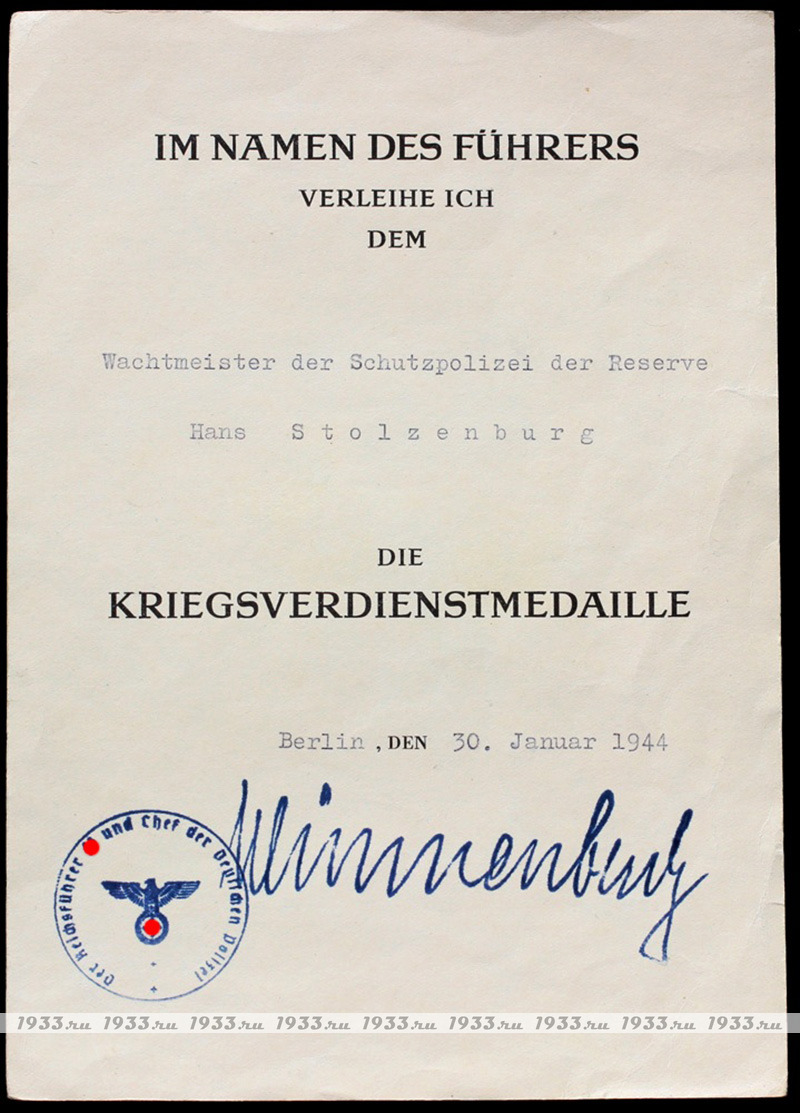 IM NAMEN DES FÜHRERS
VERLEIHE ICH
DEM
Wachtmeister der Schutzpolizei der Reserve
Hans Stolzenburg
DIE
KRIEGSVERDIENSTMEDAILLE
Berlin, DEN 30. Januar 1944
Der Reichsführer und Chef der Deutschen Polizei
1933.ru 1933.ru 1933.ru 1933.ru 1933.ru 1933.ru 1933.ru 1933.ru 1933.ru